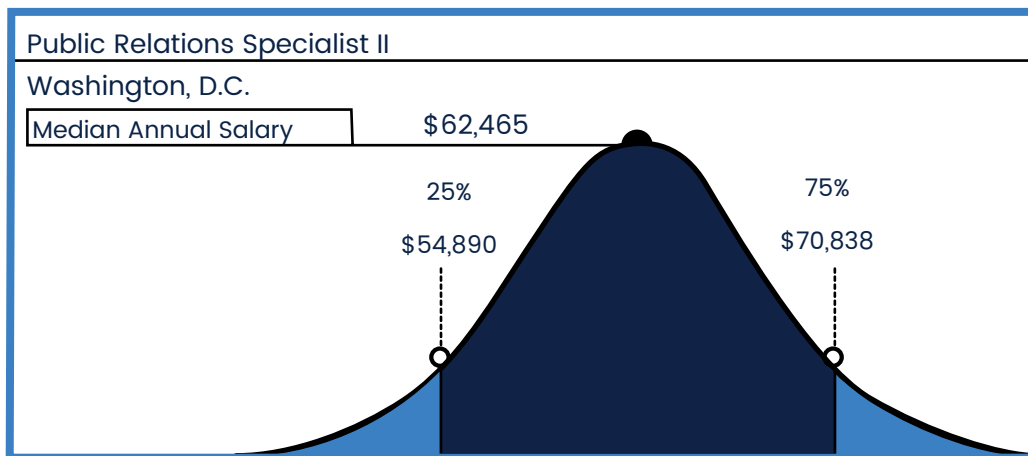 Public Relations Specialist II
Washington, D.C.
Median Annual Salary
$62,465
25%
75%
$54,890
$70,838